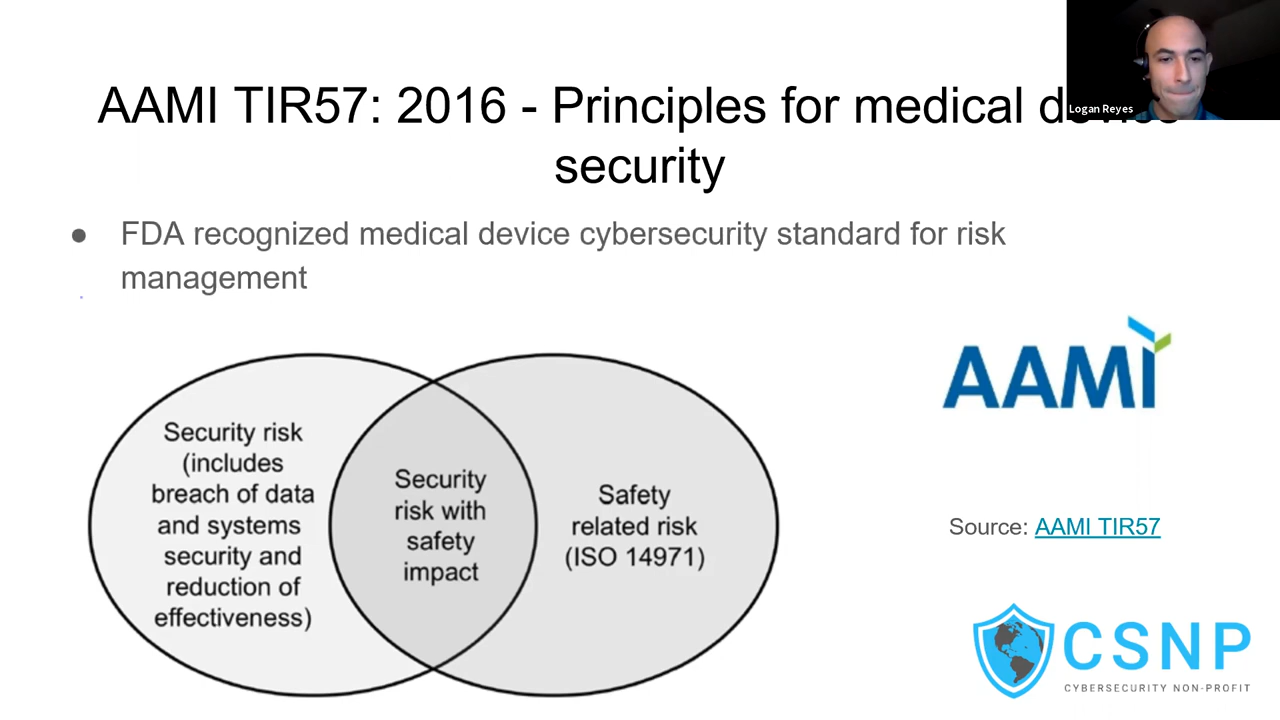 AAMI TIR57: 2016 - Principles for medical device
security
Logan Reyes
● FDA recognized medical device cybersecurity standard for risk
management
Security risk
(includes
breach of data
and systems
security and
reduction of
effectiveness)
Security
risk with
safety
impact
Safety
related risk
(ISO 14971)
AAMI
Source: AAMI TIR57
CSNP
CYBERSECURITY NON-PROFIT